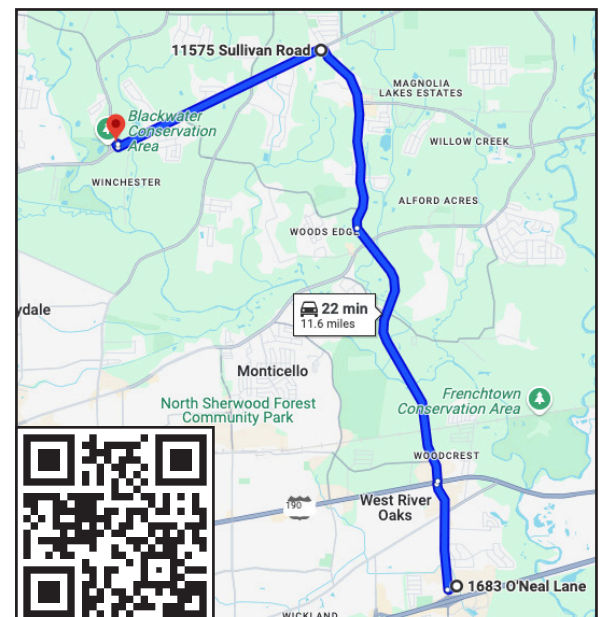 11575 Sullivan Road
MAGNOLIA
LAKES ESTATES
Blackwater
Conservation
Area
WILLOW CREEK
WINCHESTER
ALFORD ACRES
WOODS EDGE
22 min
11.6 miles
ydale
Monticello
North Sherwood Forest
Community Park
Frenchtown
Conservation Area
WOODCREST
190
West River
Oaks
1683 O'Neal Lane
WICKLAND